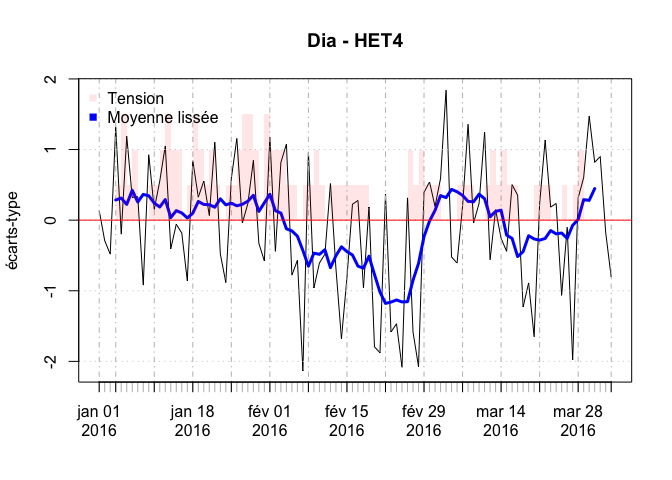 Dia - HET4
Tension
Moyenne lissée
écarts-type
2
1
0
-1
-2
jan 01 2016
jan 18 2016
fév 01 2016
fév 15 2016
fév 29 2016
mar 14 2016
mar 28 2016